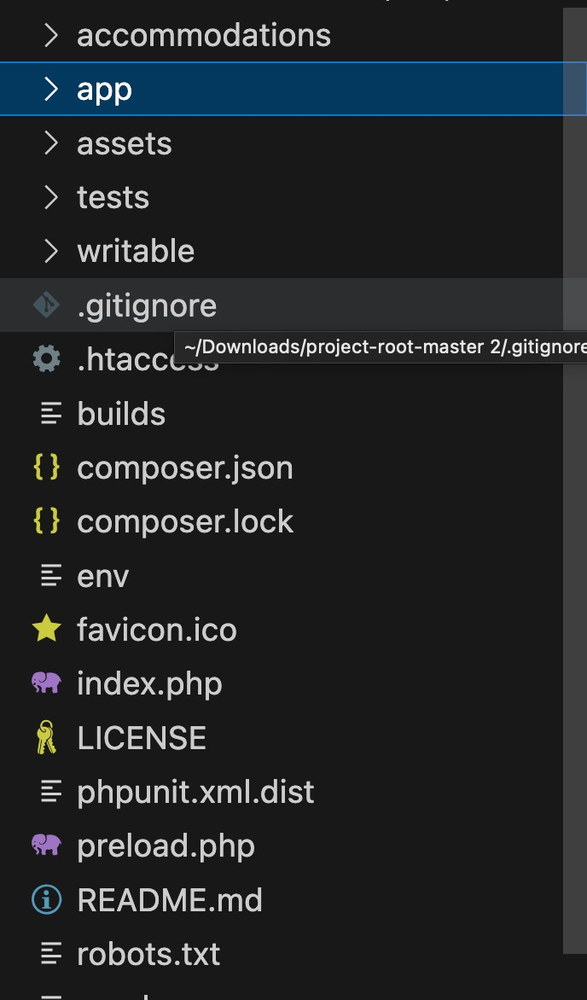 accommodations
app
assets
tests
writable
.gitignore
~/Downloads/project-root-master 2/.gitignore
.htaccess
builds
composer.json
composer.lock
env
favicon.ico
index.php
LICENSE
phpunit.xml.dist
preload.php
README.md
robots.txt